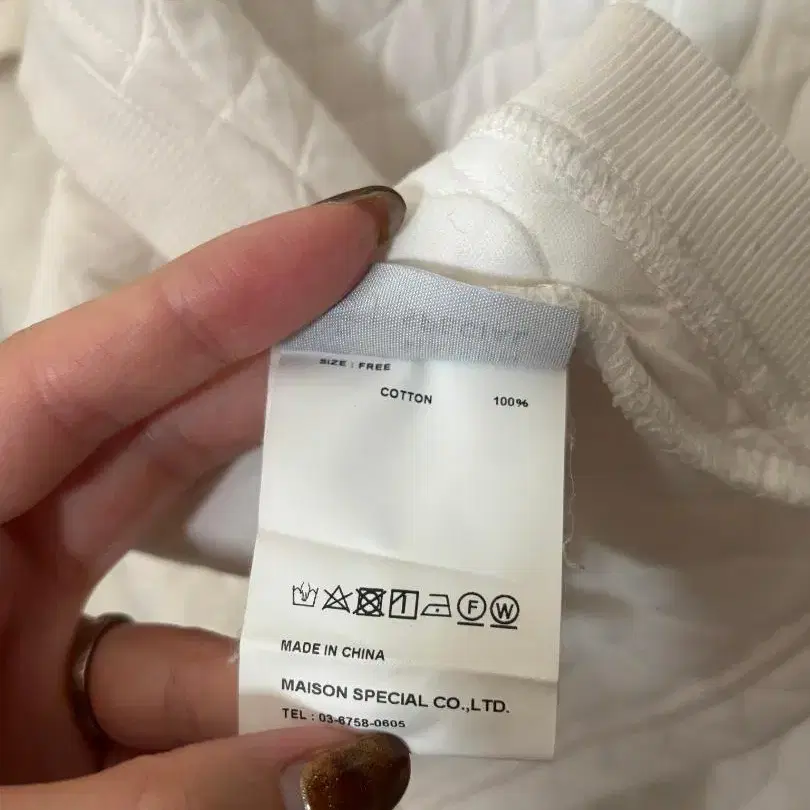 SIZE : FREE
COTTON 100%
F W
MADE IN CHINA
MAISON SPECIAL CO.,LTD.
TEL : 03-6758-0605